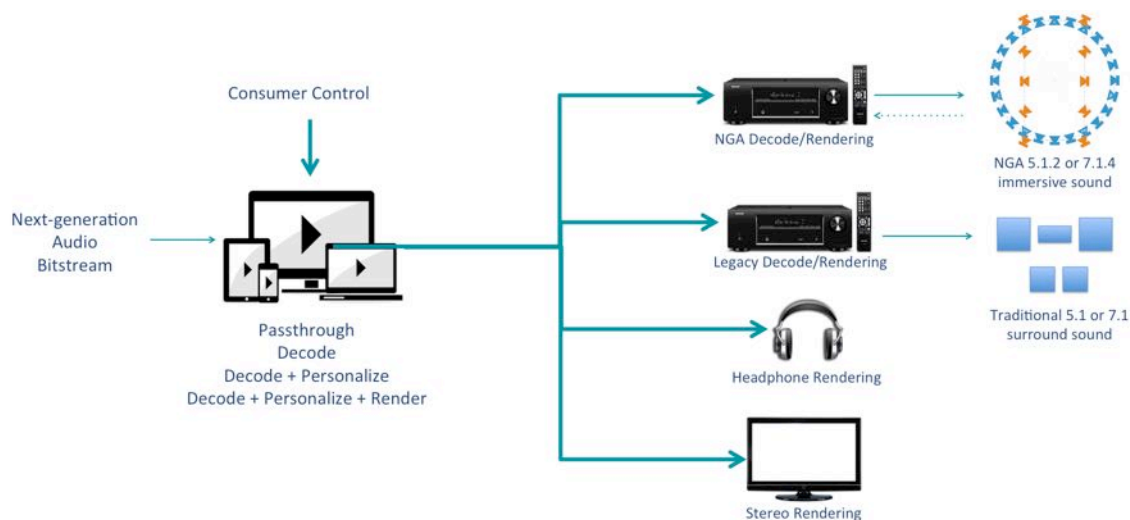 Consumer Control
Next-generation
Audio
Bitstream
Passthrough
Decode
Decode + Personalize
Decode + Personalize + Render
NGA Decode/Rendering
NGA 5.1.2 or 7.1.4
immersive sound
Legacy Decode/Rendering
Traditional 5.1 or 7.1
surround sound
Headphone Rendering
Stereo Rendering